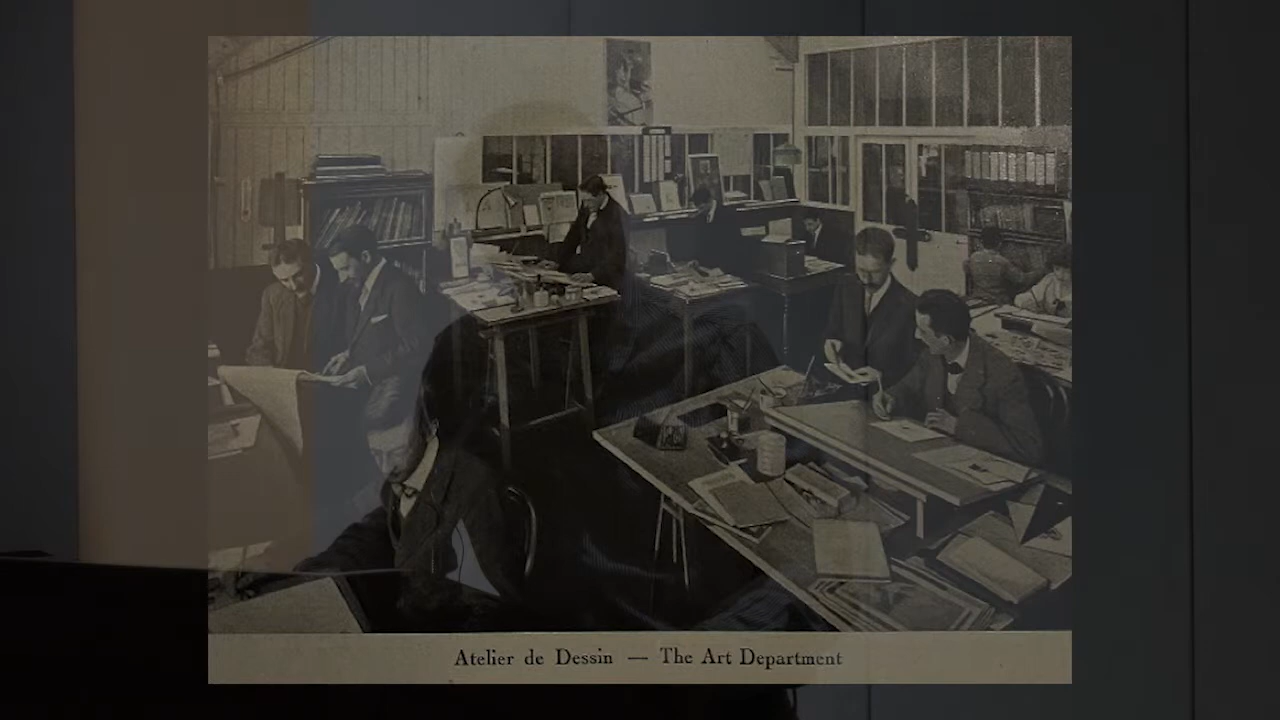 Atelier de Dessin — The Art Department